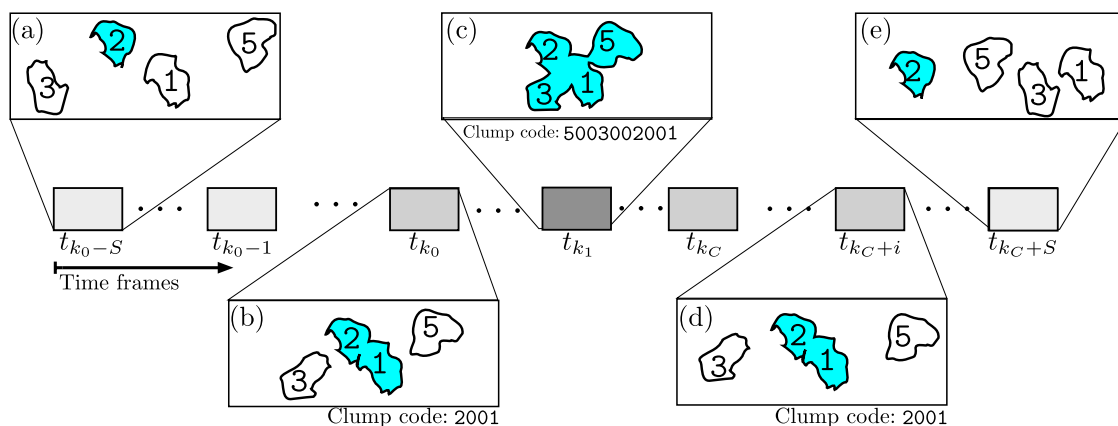 (a) 2 5 3 1
(c) 2 5 3 1
Clump code: 5003002001
(e) 2 5 3 1
t_{k_0-S} t_{k_0-1} t_{k_0} t_{k_1} t_{k_C} t_{k_C+i} t_{k_C+S}
Time frames
(b) 2 1 5 3
Clump code: 2001
(d) 2 1 5 3
Clump code: 2001